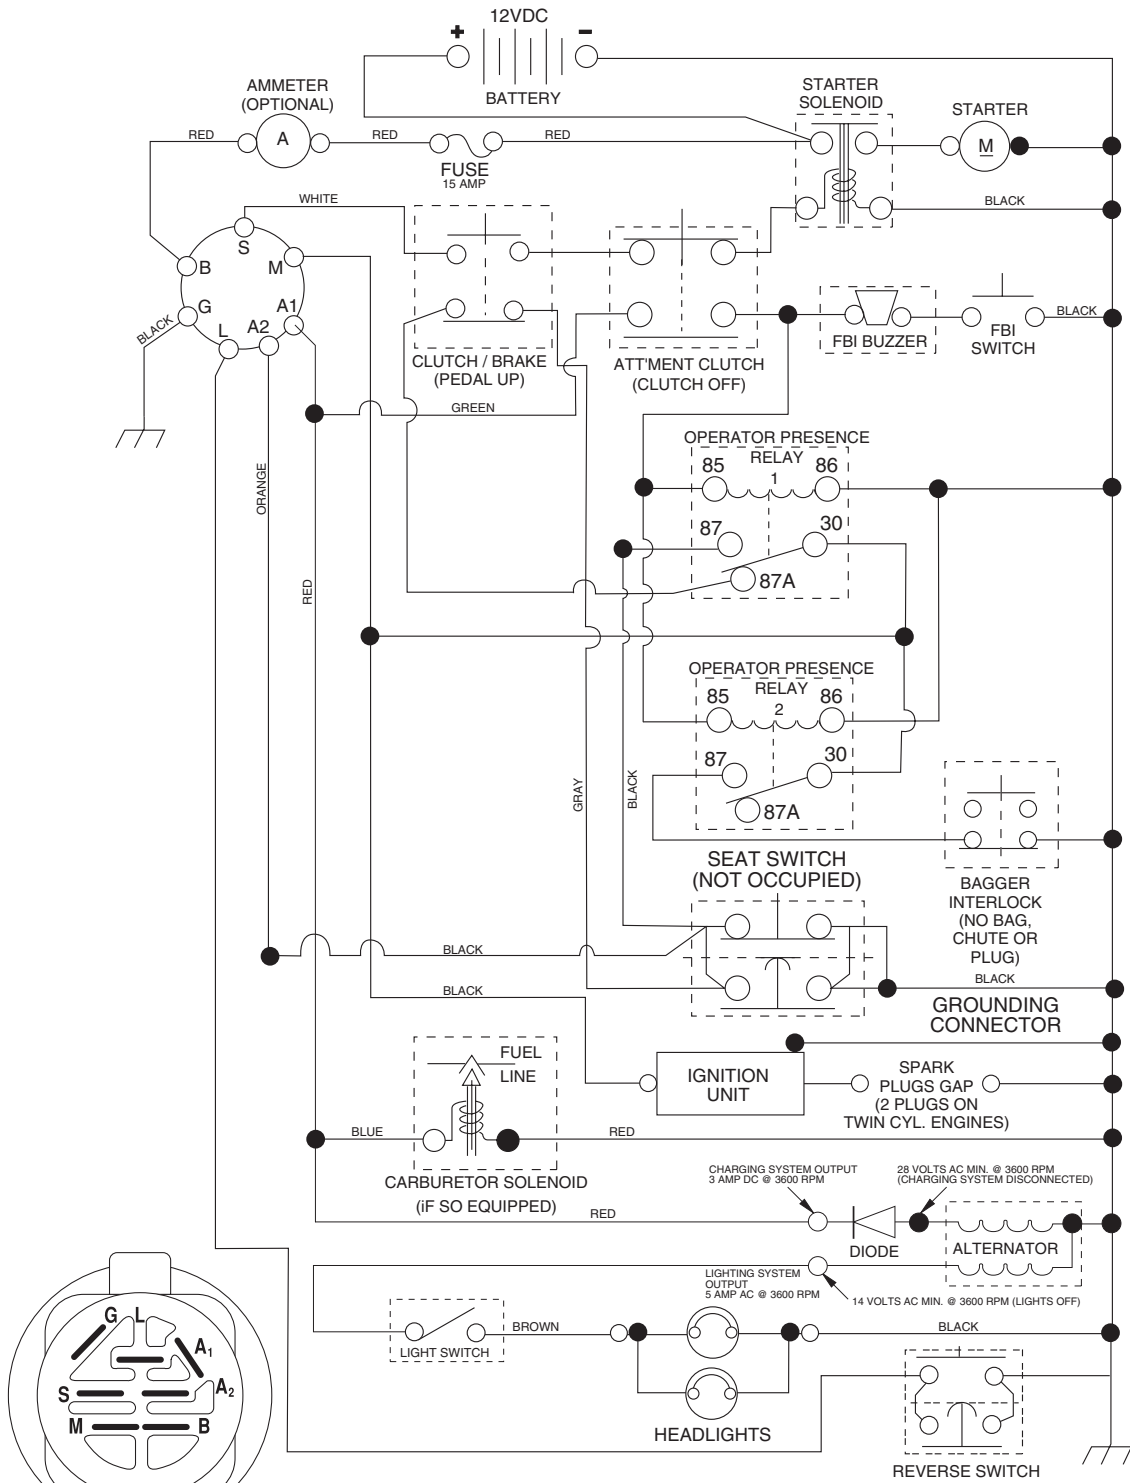 12VDC
+
−
BATTERY
AMMETER
(OPTIONAL)
STARTER
SOLENOID
STARTER
RED
A
RED
RED
M
FUSE
15 AMP
WHITE
BLACK
S
B
M
G
A1
L
A2
BLACK
CLUTCH / BRAKE
(PEDAL UP)
ATT'MENT CLUTCH
(CLUTCH OFF)
FBI BUZZER
FBI
SWITCH
BLACK
GREEN
ORANGE
RED
OPERATOR PRESENCE
RELAY
1
85
86
87
30
87A
OPERATOR PRESENCE
RELAY
2
85
86
87
30
87A
GRAY
BLACK
SEAT SWITCH
(NOT OCCUPIED)
BAGGER
INTERLOCK
(NO BAG,
CHUTE OR
PLUG)
BLACK
BLACK
BLACK
GROUNDING
CONNECTOR
FUEL
LINE
IGNITION
UNIT
SPARK
PLUGS GAP
(2 PLUGS ON
TWIN CYL. ENGINES)
BLUE
RED
CARBURETOR SOLENOID
(iF SO EQUIPPED)
CHARGING SYSTEM OUTPUT
3 AMP DC @ 3600 RPM
28 VOLTS AC MIN. @ 3600 RPM
(CHARGING SYSTEM DISCONNECTED)
RED
DIODE
ALTERNATOR
LIGHTING SYSTEM
OUTPUT
5 AMP AC @ 3600 RPM
14 VOLTS AC MIN. @ 3600 RPM (LIGHTS OFF)
LIGHT SWITCH
BROWN
BLACK
HEADLIGHTS
REVERSE SWITCH
G
L
A1
A2
S
M
B